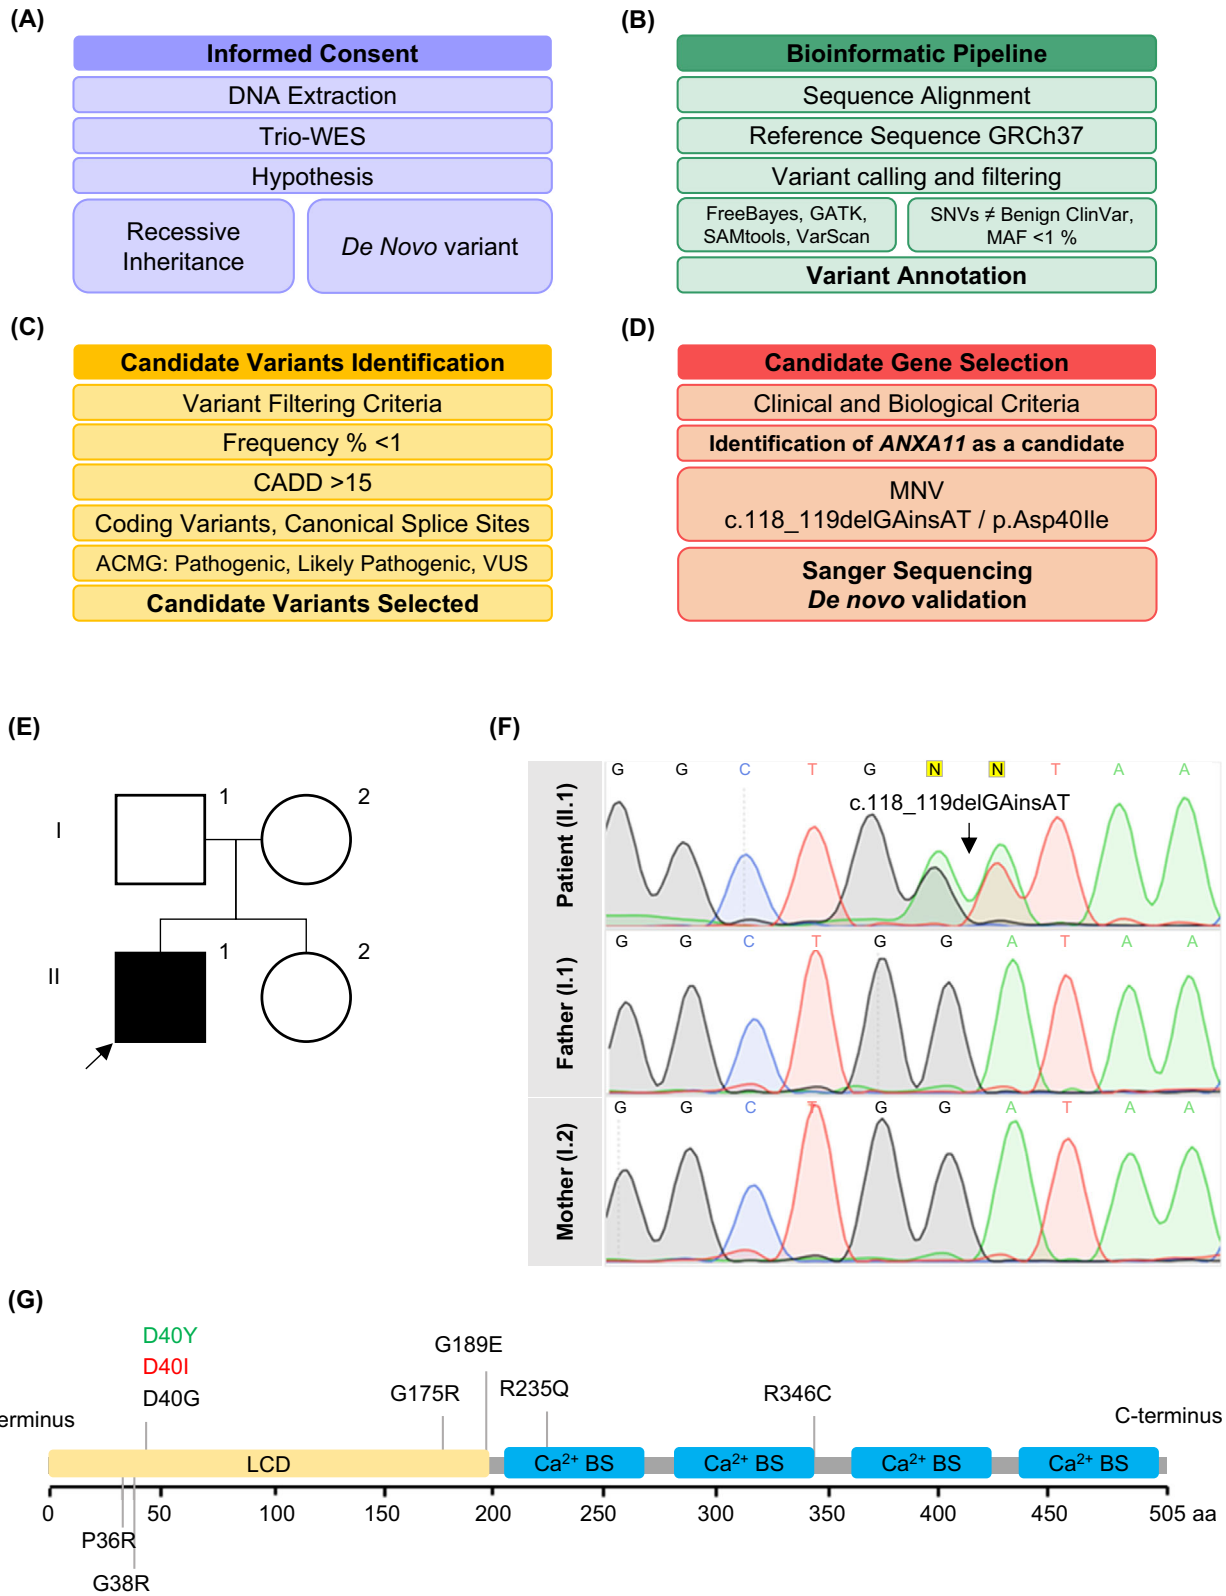 (A)
Informed Consent
DNA Extraction
Trio-WES
Hypothesis
Recessive
Inheritance
De Novo variant
(B)
Bioinformatic Pipeline
Sequence Alignment
Reference Sequence GRCh37
Variant calling and filtering
FreeBayes, GATK,
SAMtools, VarScan
SNVs ≠ Benign ClinVar,
MAF <1 %
Variant Annotation
(C)
Candidate Variants Identification
Variant Filtering Criteria
Frequency % <1
CADD >15
Coding Variants, Canonical Splice Sites
ACMG: Pathogenic, Likely Pathogenic, VUS
Candidate Variants Selected
(D)
Candidate Gene Selection
Clinical and Biological Criteria
Identification of ANXA11 as a candidate
MNV
c.118_119delGAinsAT / p.Asp40Ile
Sanger Sequencing
De novo validation
(E)
1 2
I
1 2
II
(F)
Patient (II.1)
G G C T G N N T A A
c.118_119delGAinsAT
Father (I.1)
G G C T G G A T A A
Mother (I.2)
G G C T G G A T A A
(G)
D40Y
D40I
D40G
G189E
G175R
R235Q
R346C
erminus
C-terminus
LCD
Ca²⁺ BS
Ca²⁺ BS
Ca²⁺ BS
Ca²⁺ BS
0 50 100 150 200 250 300 350 400 450 505 aa
P36R
G38R